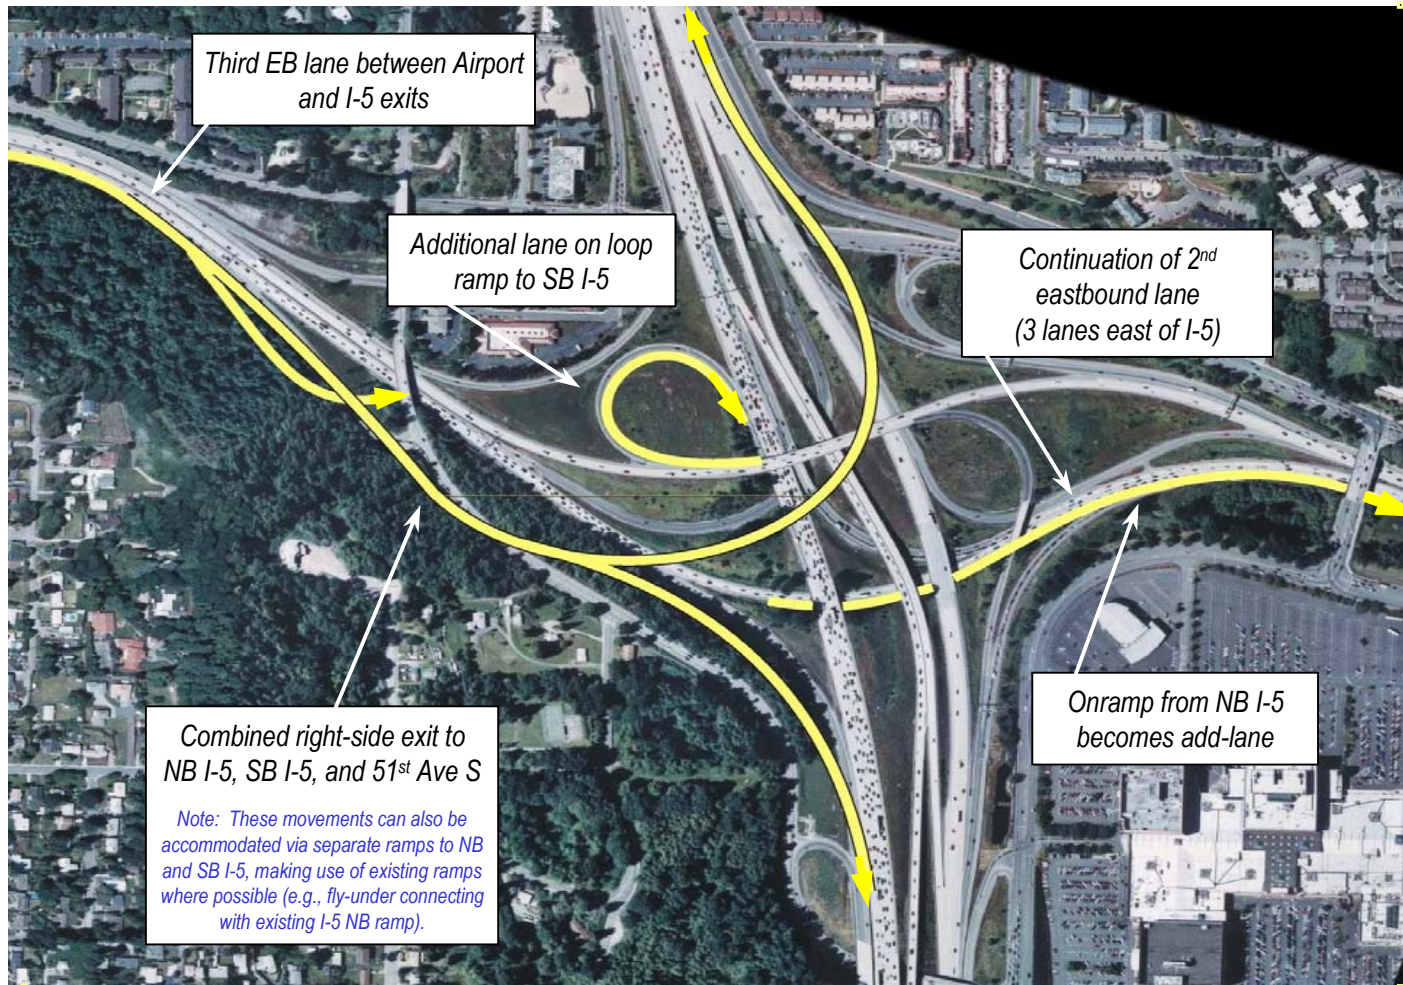 Third EB lane between Airport
and I-5 exits
Additional lane on loop
ramp to SB I-5
Continuation of 2nd
eastbound lane
(3 lanes east of I-5)
Combined right-side exit to
NB I-5, SB I-5, and 51st Ave S
Note: These movements can also be
accommodated via separate ramps to NB
and SB I-5, making use of existing ramps
where possible (e.g., fly-under connecting
with existing I-5 NB ramp).
Onramp from NB I-5
becomes add-lane